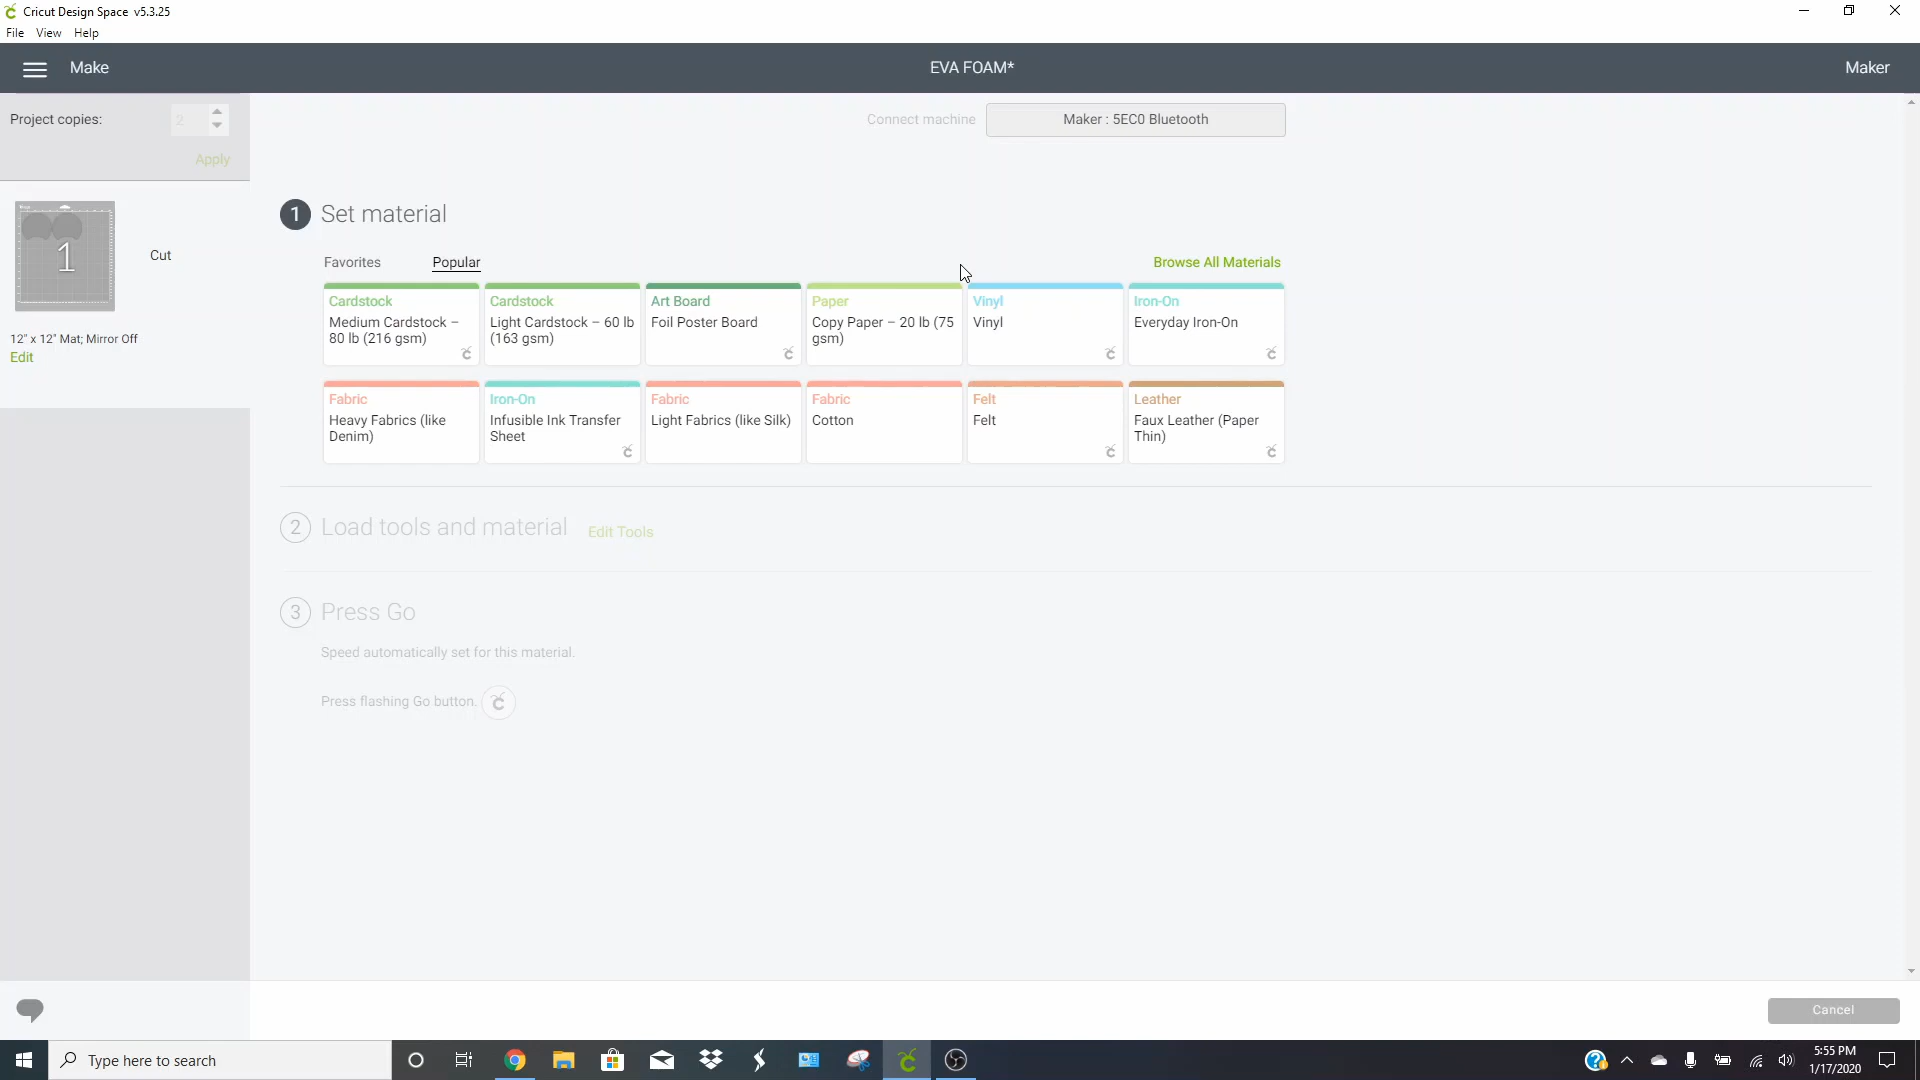 Cricut Design Space v5.3.25
File View Help
Make
EVA FOAM*
Maker
Project copies:
2
Apply
Connect machine
Maker : 5EC0 Bluetooth
1
Cut
12" x 12" Mat; Mirror Off
Edit
1 Set material
Favorites
Popular
Browse All Materials
Cardstock
Medium Cardstock –
80 lb (216 gsm)
Cardstock
Light Cardstock – 60 lb
(163 gsm)
Art Board
Foil Poster Board
Paper
Copy Paper – 20 lb (75
gsm)
Vinyl
Vinyl
Iron-On
Everyday Iron-On
Fabric
Heavy Fabrics (like
Denim)
Iron-On
Infusible Ink Transfer
Sheet
Fabric
Light Fabrics (like Silk)
Fabric
Cotton
Felt
Felt
Leather
Faux Leather (Paper
Thin)
2 Load tools and material
Edit Tools
3 Press Go
Speed automatically set for this material.
Press flashing Go button.
Cancel
Type here to search
5:55 PM
1/17/2020